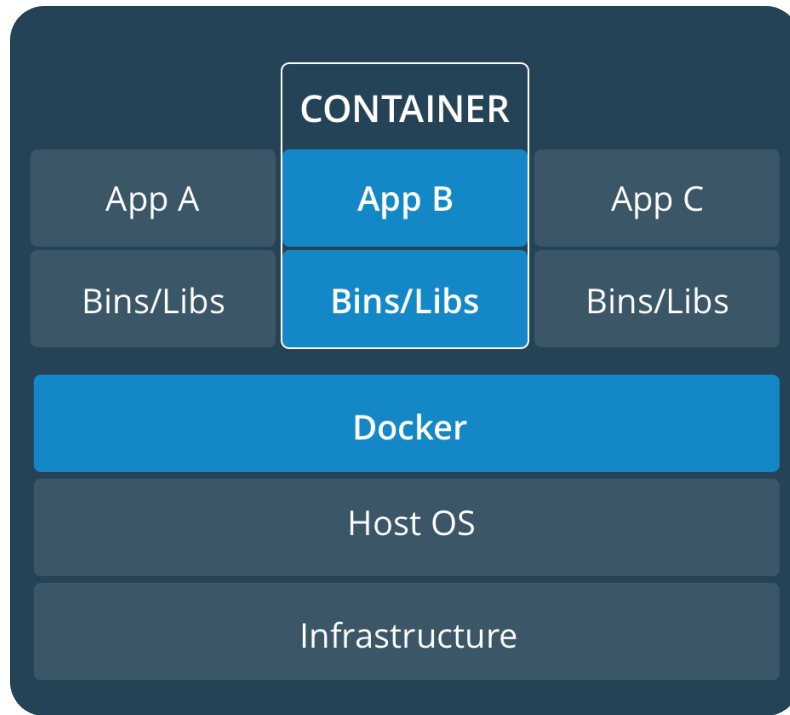 CONTAINER
App A
App B
App C
Bins/Libs
Bins/Libs
Bins/Libs
Docker
Host OS
Infrastructure